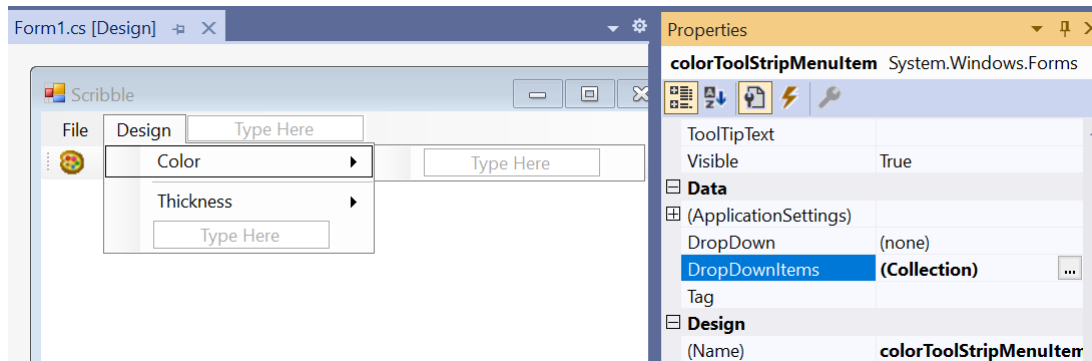 Form1.cs [Design]
Scribble
File Design Type Here
Color Type Here
Thickness
Type Here
Properties
colorToolStripMenuItem System.Windows.Forms
ToolTipText
Visible True
Data
(ApplicationSettings)
DropDown (none)
DropDownItems (Collection) ...
Tag
Design
(Name) colorToolStripMenuItem